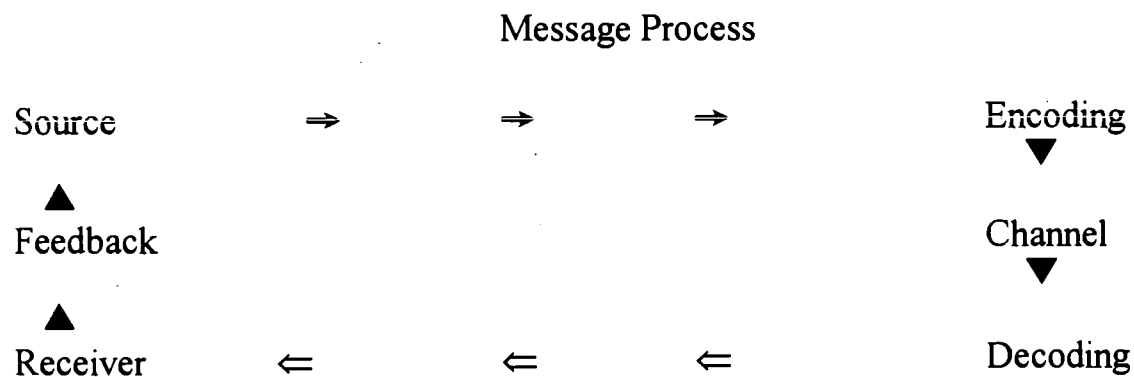 Message Process
Source ⇒ ⇒ ⇒ Encoding
▼
▲
Feedback Channel
▼
▲
Receiver ⇐ ⇐ ⇐ Decoding